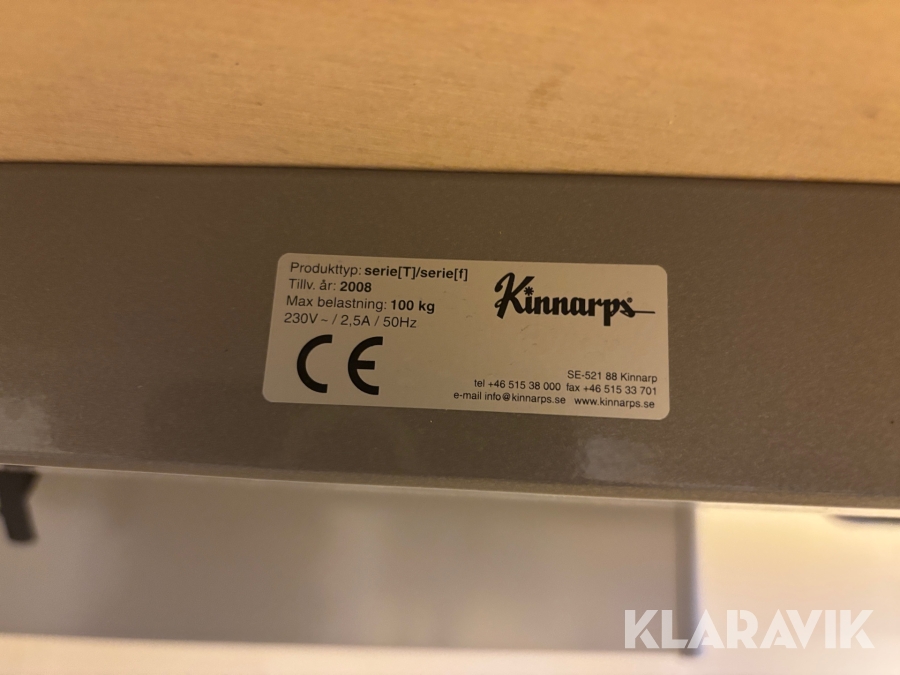 Produkttyp: serie[T]/serie[f]
Tillv. år: 2008
Max belastning: 100 kg
230V ~ / 2,5A / 50Hz
CE
Kinnarps
SE-521 88 Kinnarp
tel +46 515 38 000 fax +46 515 33 701
e-mail info@kinnarps.se www.kinnarps.se
KLARAVIK